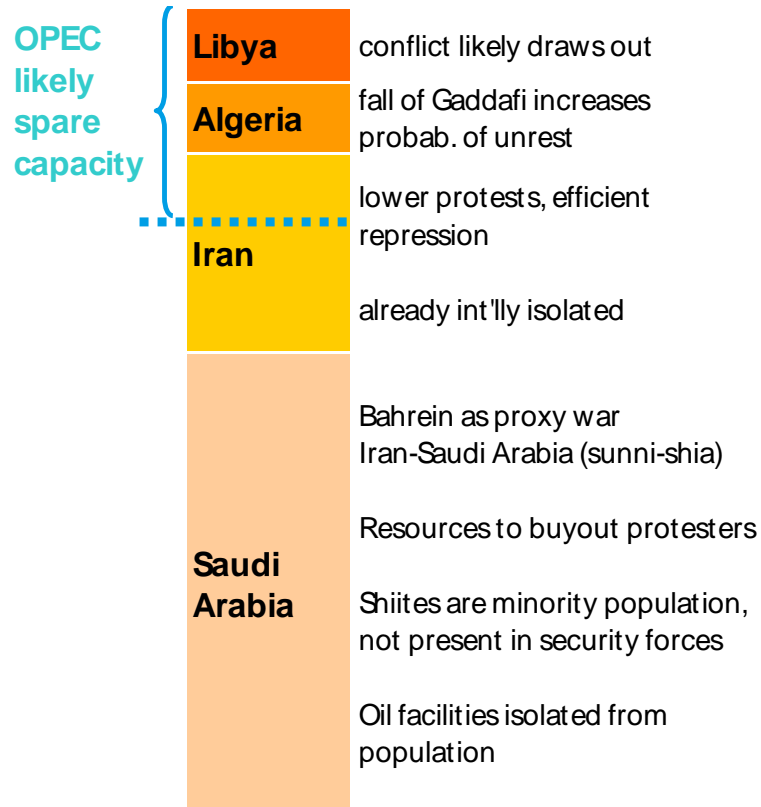 OPEC
likely
spare
capacity
Libya
conflict likely draws out
Algeria
fall of Gaddafi increases
probab. of unrest
Iran
lower protests, efficient
repression
already int'lly isolated
Saudi
Arabia
Bahrein as proxy war
Iran-Saudi Arabia (sunni-shia)
Resources to buyout protesters
Shiites are minority population,
not present in security forces
Oil facilities isolated from
population